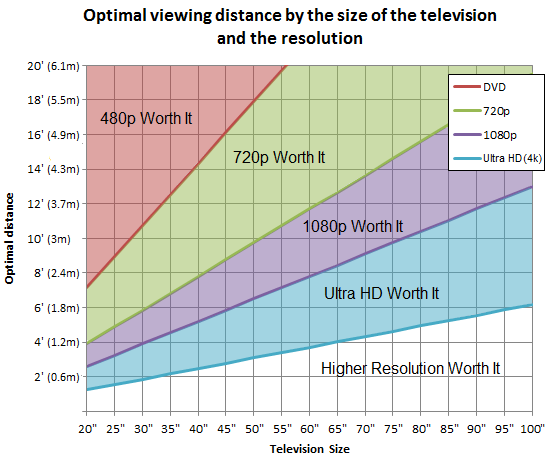 Optimal viewing distance by the size of the television
and the resolution
20' (6.1m)
18' (5.5m)
16' (4.9m)
14' (4.3m)
12' (3.7m)
10' (3m)
8' (2.4m)
6' (1.8m)
4' (1.2m)
2' (0.6m)
Optimal distance
480p Worth It
720p Worth It
1080p Worth It
Ultra HD Worth It
Higher Resolution Worth It
DVD
720p
1080p
Ultra HD (4k)
20" 25" 30" 35" 40" 45" 50" 55" 60" 65" 70" 75" 80" 85" 90" 95" 100"
Television Size